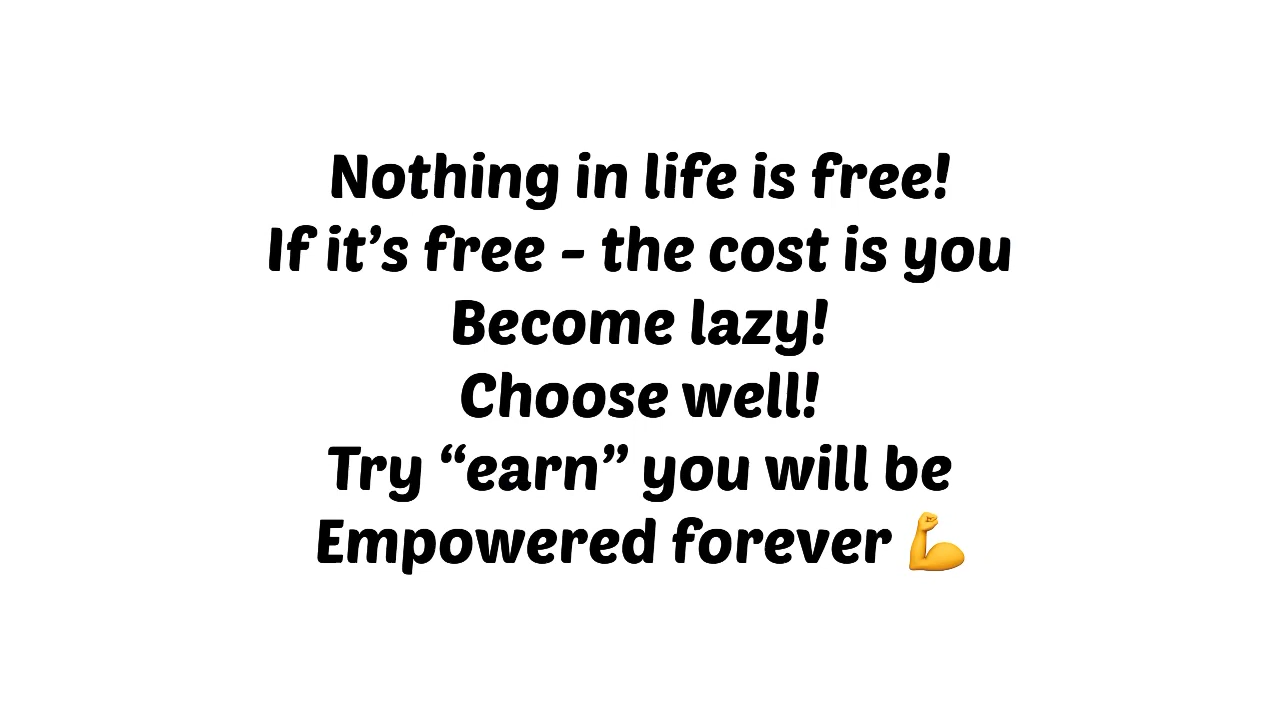 Nothing in life is free!
If it’s free - the cost is you
Become lazy!
Choose well!
Try “earn” you will be
Empowered forever 💪